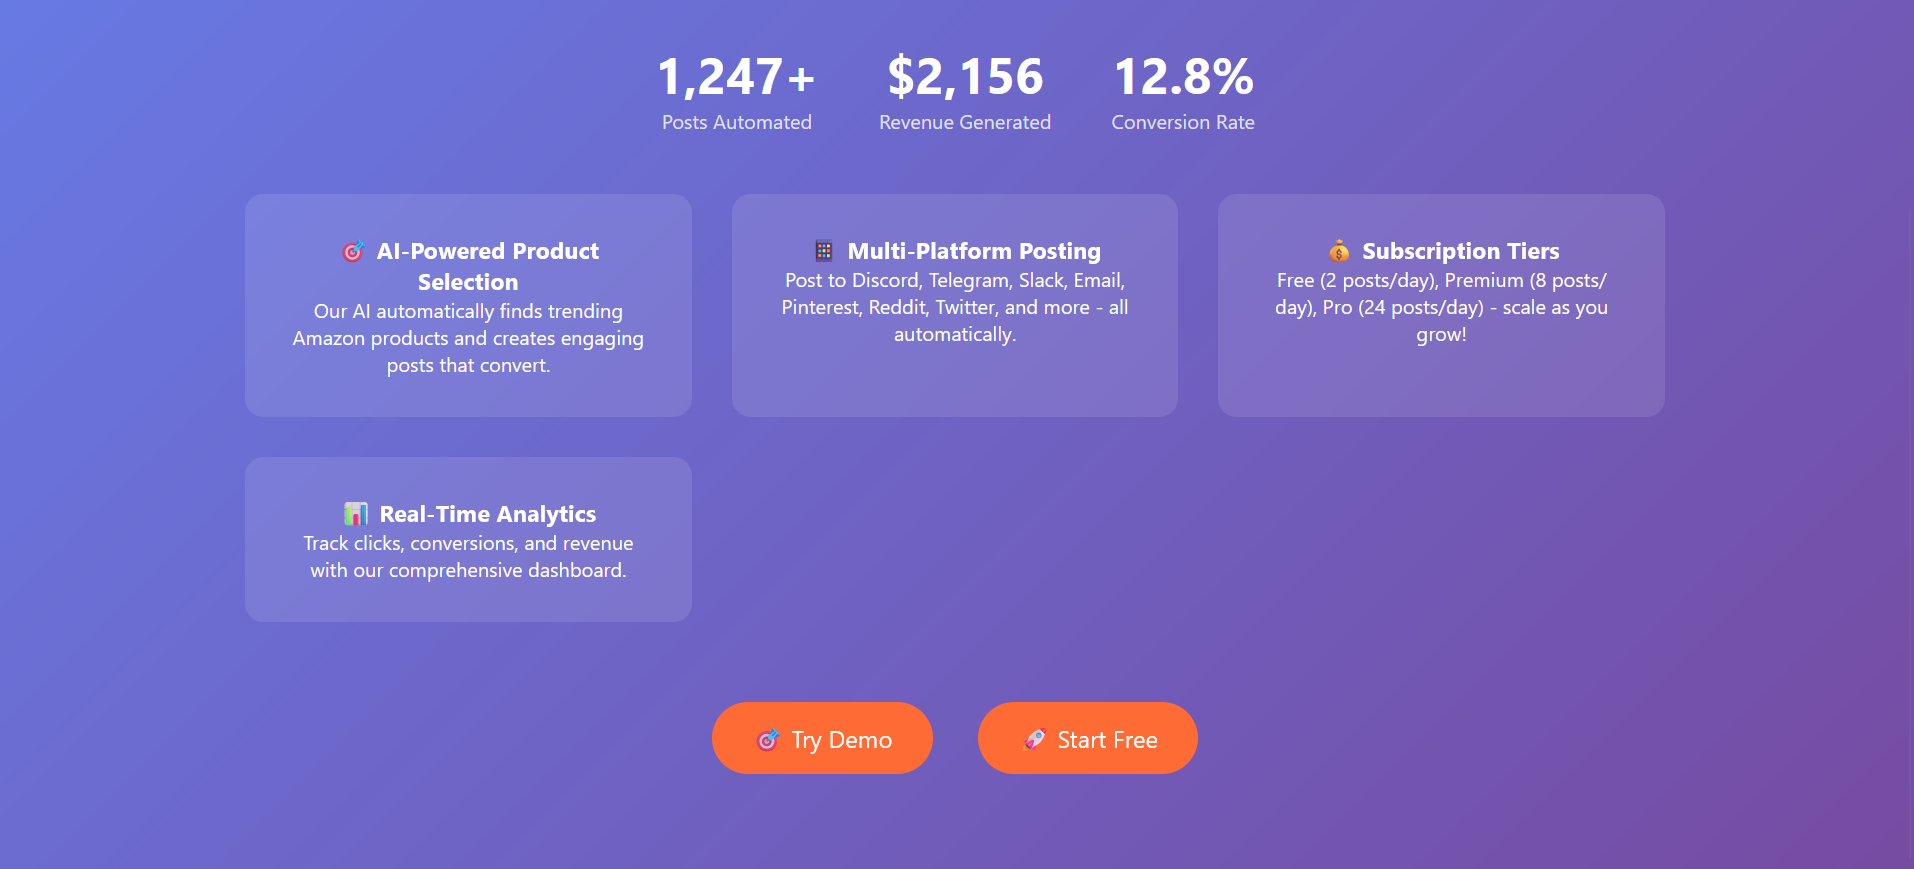 1,247+
Posts Automated
$2,156
Revenue Generated
12.8%
Conversion Rate
🎯 AI-Powered Product
Selection
Our AI automatically finds trending
Amazon products and creates engaging
posts that convert.
📱 Multi-Platform Posting
Post to Discord, Telegram, Slack, Email,
Pinterest, Reddit, Twitter, and more - all
automatically.
💰 Subscription Tiers
Free (2 posts/day), Premium (8 posts/
day), Pro (24 posts/day) - scale as you
grow!
📊 Real-Time Analytics
Track clicks, conversions, and revenue
with our comprehensive dashboard.
🎯 Try Demo
🚀 Start Free